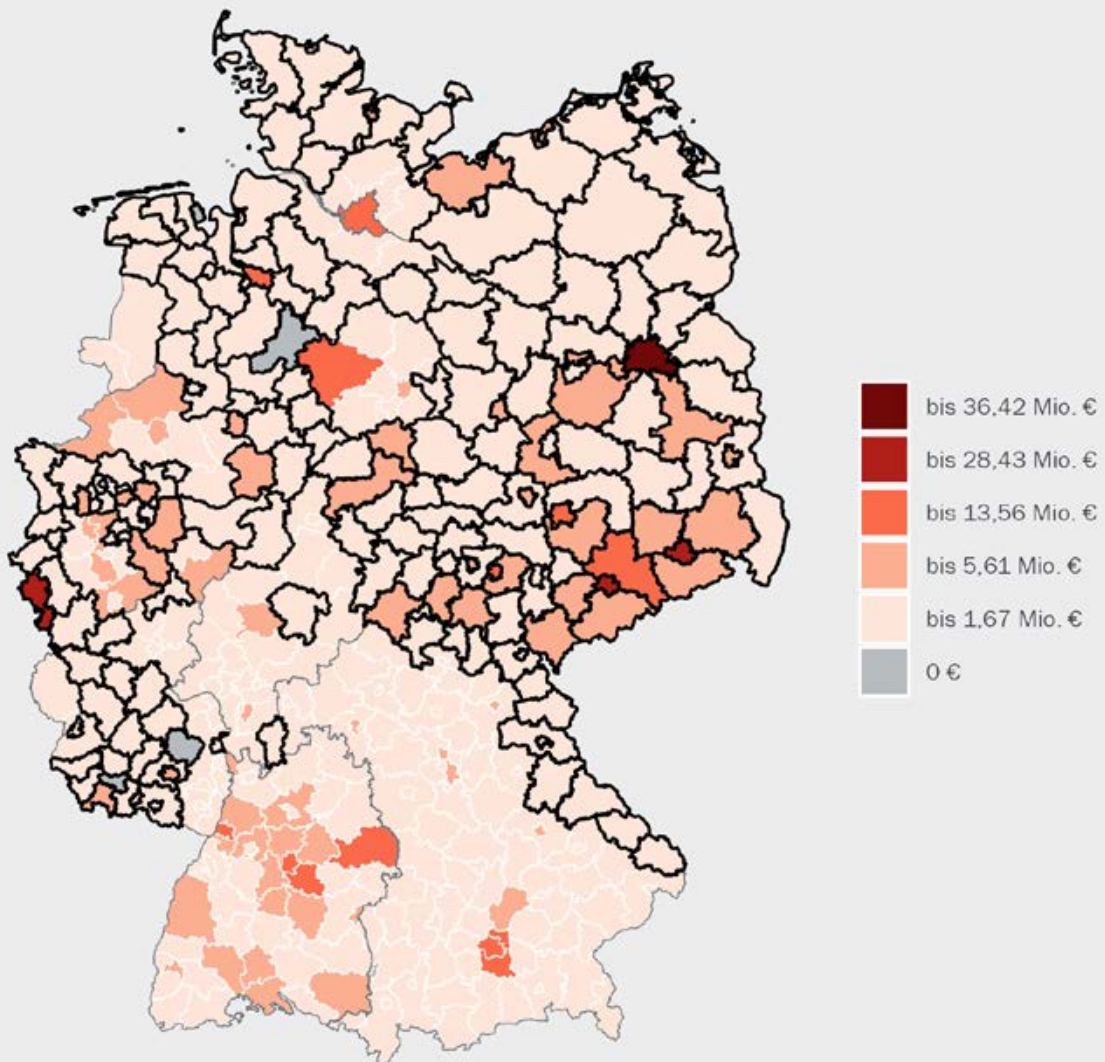 bis 36,42 Mio. €
bis 28,43 Mio. €
bis 13,56 Mio. €
bis 5,61 Mio. €
bis 1,67 Mio. €
0 €